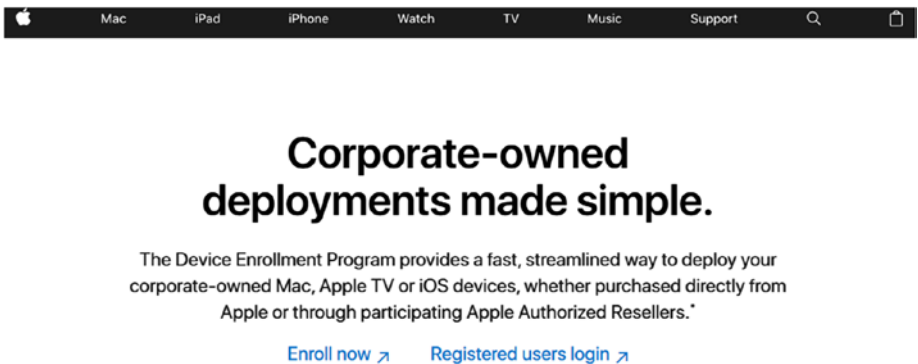 Mac iPad iPhone Watch TV Music Support
Corporate-owned
deployments made simple.
The Device Enrollment Program provides a fast, streamlined way to deploy your
corporate-owned Mac, Apple TV or iOS devices, whether purchased directly from
Apple or through participating Apple Authorized Resellers.*
Enroll now ↗ Registered users login ↗